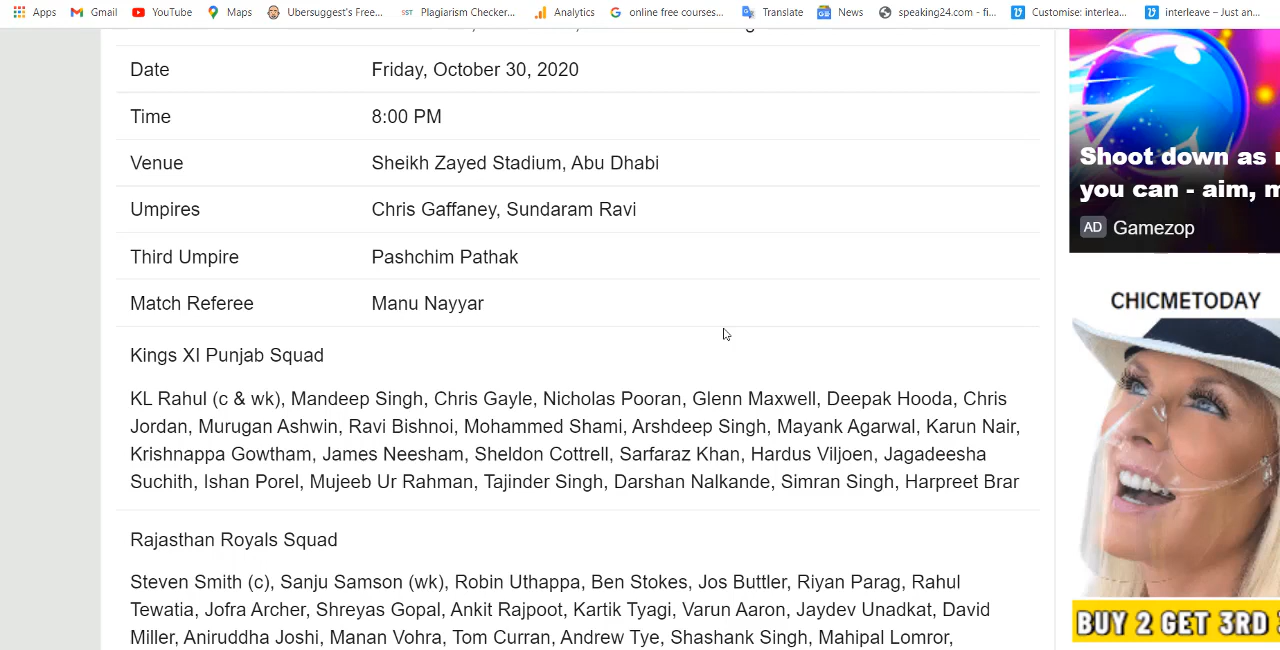 Apps Gmail YouTube Maps Ubersuggest's Free... SST Plagiarism Checker... Analytics online free courses... Translate News speaking24.com - fi... Customise: interlea... interleave – Just an...
Date Friday, October 30, 2020
Time 8:00 PM
Venue Sheikh Zayed Stadium, Abu Dhabi
Umpires Chris Gaffaney, Sundaram Ravi
Third Umpire Pashchim Pathak
Match Referee Manu Nayyar
Kings XI Punjab Squad
KL Rahul (c & wk), Mandeep Singh, Chris Gayle, Nicholas Pooran, Glenn Maxwell, Deepak Hooda, Chris
Jordan, Murugan Ashwin, Ravi Bishnoi, Mohammed Shami, Arshdeep Singh, Mayank Agarwal, Karun Nair,
Krishnappa Gowtham, James Neesham, Sheldon Cottrell, Sarfaraz Khan, Hardus Viljoen, Jagadeesha
Suchith, Ishan Porel, Mujeeb Ur Rahman, Tajinder Singh, Darshan Nalkande, Simran Singh, Harpreet Brar
Rajasthan Royals Squad
Steven Smith (c), Sanju Samson (wk), Robin Uthappa, Ben Stokes, Jos Buttler, Riyan Parag, Rahul
Tewatia, Jofra Archer, Shreyas Gopal, Ankit Rajpoot, Kartik Tyagi, Varun Aaron, Jaydev Unadkat, David
Miller, Aniruddha Joshi, Manan Vohra, Tom Curran, Andrew Tye, Shashank Singh, Mahipal Lomror,
Shoot down as
you can - aim,
AD Gamezop
CHICMETODAY
BUY 2 GET 3RD